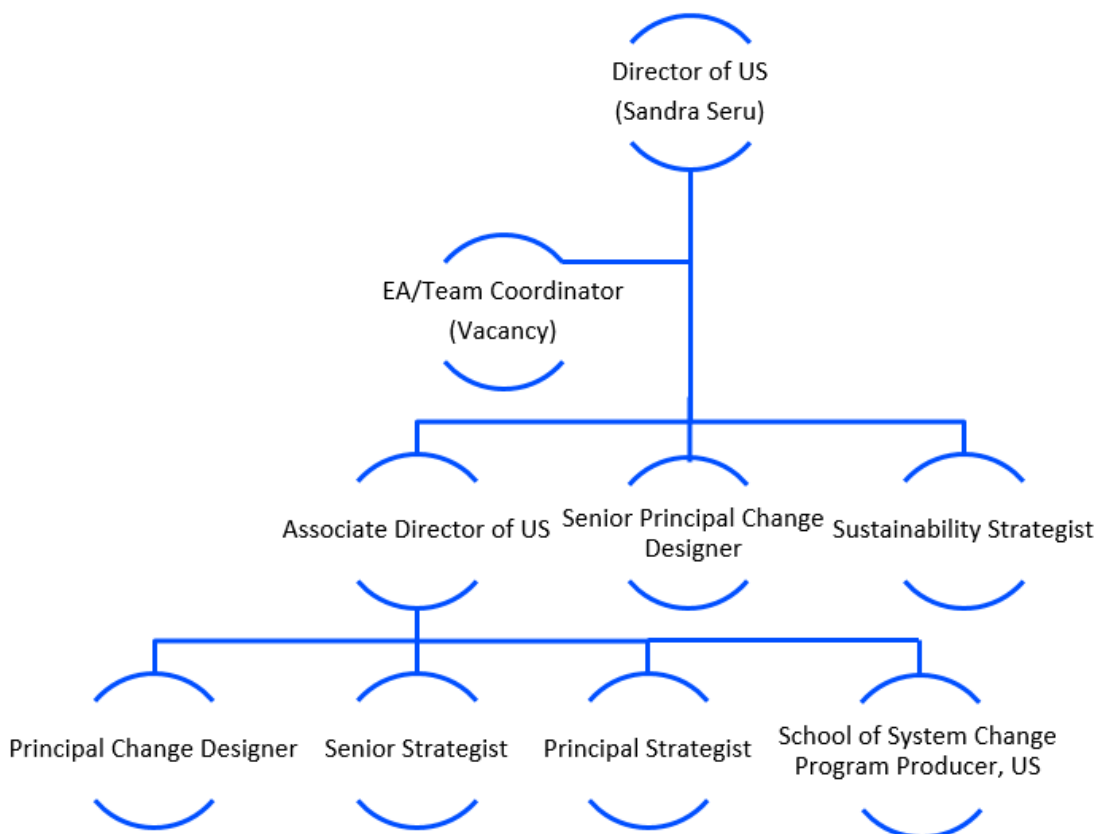 Director of US
(Sandra Seru)
EA/Team Coordinator
(Vacancy)
Associate Director of US
Senior Principal Change
Designer
Sustainability Strategist
Principal Change Designer
Senior Strategist
Principal Strategist
School of System Change
Program Producer, US